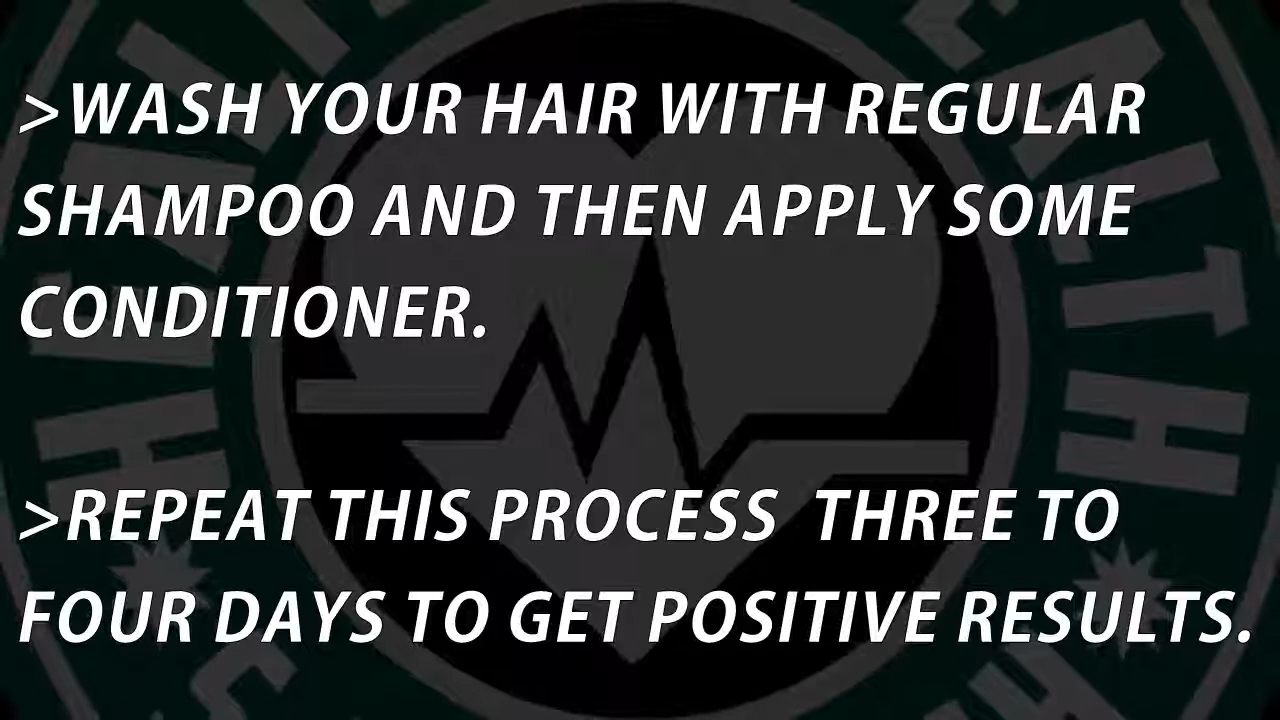 >WASH YOUR HAIR WITH REGULAR
SHAMPOO AND THEN APPLY SOME
CONDITIONER.
>REPEAT THIS PROCESS THREE TO
FOUR DAYS TO GET POSITIVE RESULTS.